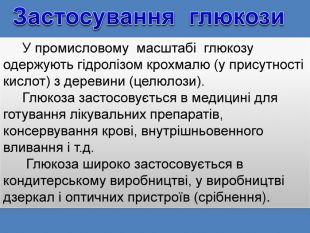 Застосування глюкози
У промисловому масштабі глюкозу
одержують гідролізом крохмалю (у присутності
кислот) з деревини (целюлози).
Глюкоза застосовується в медицині для
готування лікувальних препаратів,
консервування крові, внутрішньовенного
вливання і т.д.
Глюкоза широко застосовується в
кондитерському виробництві, у виробництві
дзеркал і оптичних пристроїв (срібнення).